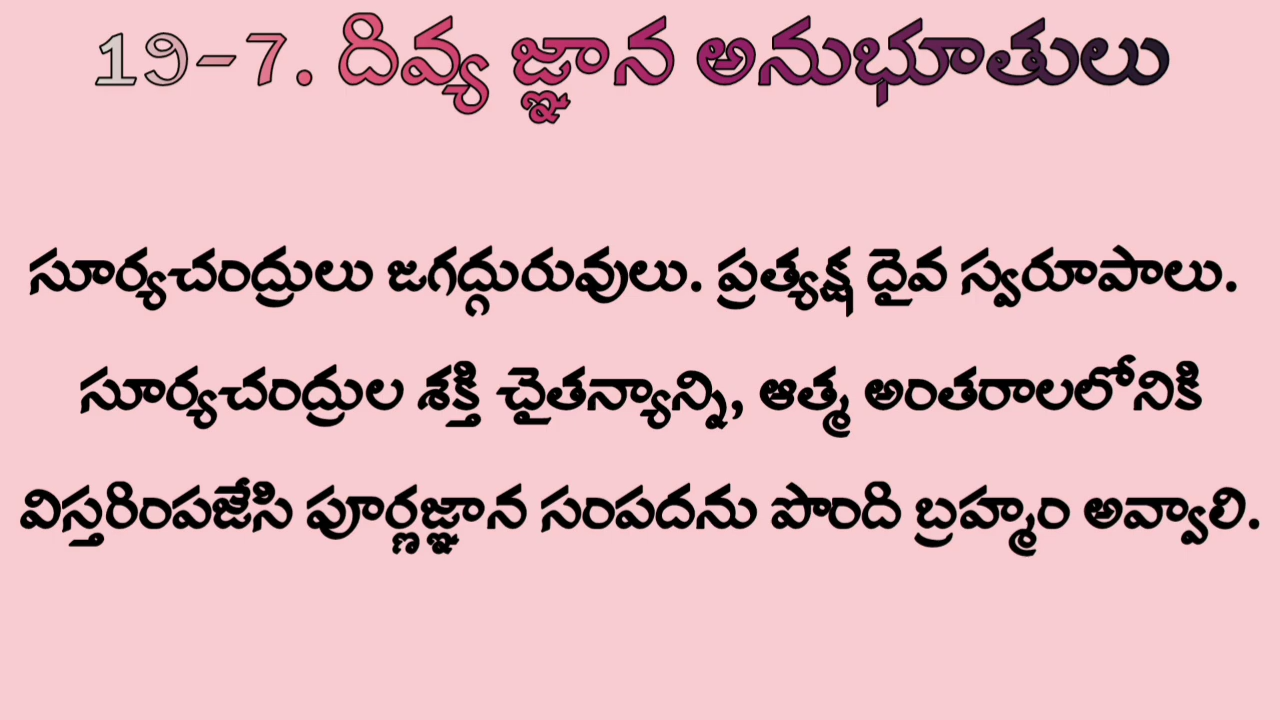 19-7. దివ్య జ్ఞాన అనుభూతులు
సూర్యచంద్రులు జగద్గురువులు. ప్రత్యక్ష దైవ స్వరూపాలు.
సూర్యచంద్రుల శక్తి చైతన్యాన్ని, ఆత్మ అంతరాలలోనికి
విస్తరింపజేసి పూర్ణజ్ఞాన సంపదను పొంది బ్రహ్మం అవ్వాలి.